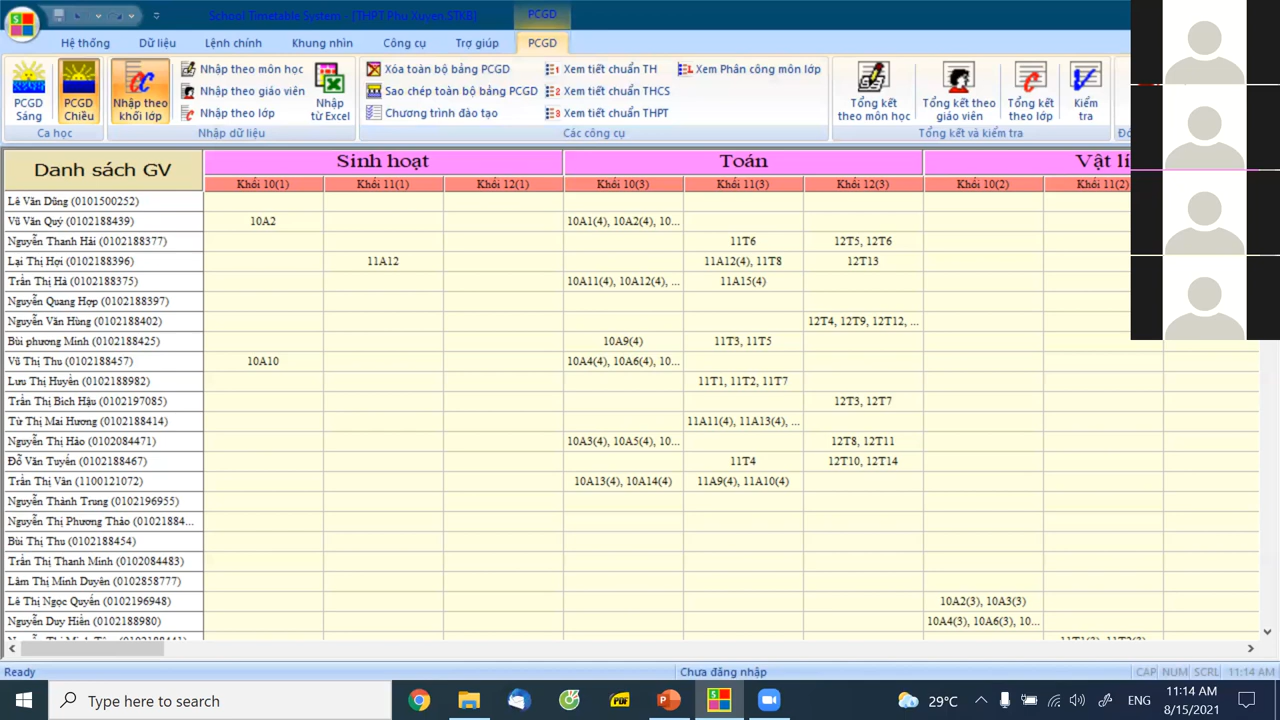 School Timetable System - [THPT Phu Xuyen.STKB]
PCGD
Hệ thống Dữ liệu Lệnh chính Khung nhìn Công cụ Trợ giúp PCGD
PCGD Sáng
PCGD Chiều
Ca học
Nhập theo khối lớp
Nhập theo môn học
Nhập theo giáo viên
Nhập theo lớp
Nhập từ Excel
Nhập dữ liệu
Xóa toàn bộ bảng PCGD
Sao chép toàn bộ bảng PCGD
Chương trình đào tạo
Xem tiết chuẩn TH
Xem tiết chuẩn THCS
Xem tiết chuẩn THPT
Xem Phân công môn lớp
Các công cụ
Tổng kết theo môn học
Tổng kết theo giáo viên
Tổng kết theo lớp
Kiểm tra
Tổng kết và kiểm tra
Danh sách GV Sinh hoạt Toán Vật lí
Khối 10(1) Khối 11(1) Khối 12(1) Khối 10(3) Khối 11(3) Khối 12(3) Khối 10(2) Khối 11(2)
Lê Văn Dũng (0101500252)
Vũ Văn Quý (0102188439) 10A2 10A1(4), 10A2(4), 10...
Nguyễn Thanh Hải (0102188377) 11T6 12T5, 12T6
Lại Thị Hợi (0102188396) 11A12 11A12(4), 11T8 12T13
Trần Thị Hà (0102188375) 10A11(4), 10A12(4), ... 11A15(4)
Nguyễn Quang Hợp (0102188397)
Nguyễn Văn Hùng (0102188402) 12T4, 12T9, 12T12, ...
Bùi phương Minh (0102188425) 10A9(4) 11T3, 11T5
Vũ Thị Thu (0102188457) 10A10 10A4(4), 10A6(4), 10...
Lưu Thị Huyền (0102188982) 11T1, 11T2, 11T7
Trần Thị Bích Hậu (0102197085) 12T3, 12T7
Từ Thị Mai Hương (0102188414) 11A11(4), 11A13(4), ...
Nguyễn Thị Hảo (0102084471) 10A3(4), 10A5(4), 10... 12T8, 12T11
Đỗ Văn Tuyến (0102188467) 11T4 12T10, 12T14
Trần Thị Vân (1100121072) 10A13(4), 10A14(4) 11A9(4), 11A10(4)
Nguyễn Thành Trung (0102196955)
Nguyễn Thị Phương Thảo (01021884...
Bùi Thị Thu (0102188454)
Trần Thị Thanh Minh (0102084483)
Lâm Thị Minh Duyên (0102858777)
Lê Thị Ngọc Quyến (0102196948) 10A2(3), 10A3(3)
Nguyễn Duy Hiển (0102188980) 10A4(3), 10A6(3), 10...
Ready Chưa đăng nhập CAP NUM SCRL 11:14 AM
Type here to search 29°C ENG 11:14 AM
8/15/2021